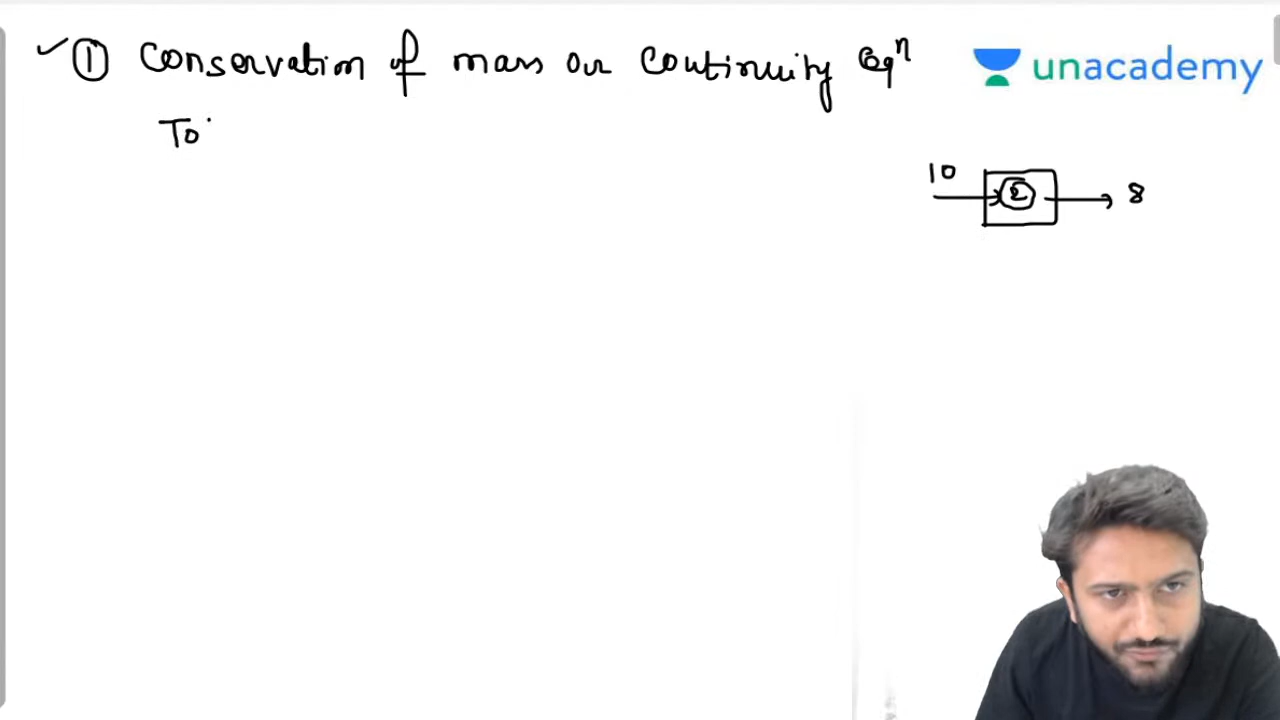 ① Conservation of mass or continuity Eqⁿ
unacademy
To
10
2
8